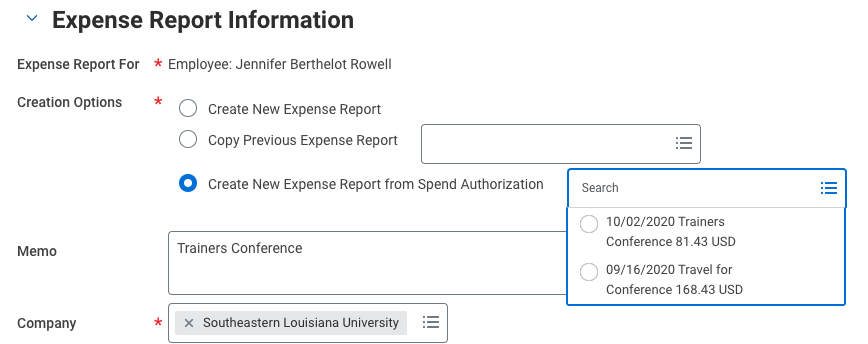 Expense Report Information
Expense Report For * Employee: Jennifer Berthelot Rowell
Creation Options *
Create New Expense Report
Copy Previous Expense Report
Create New Expense Report from Spend Authorization
Search
10/02/2020 Trainers
Conference 81.43 USD
09/16/2020 Travel for
Conference 168.43 USD
Memo
Trainers Conference
Company * × Southeastern Louisiana University